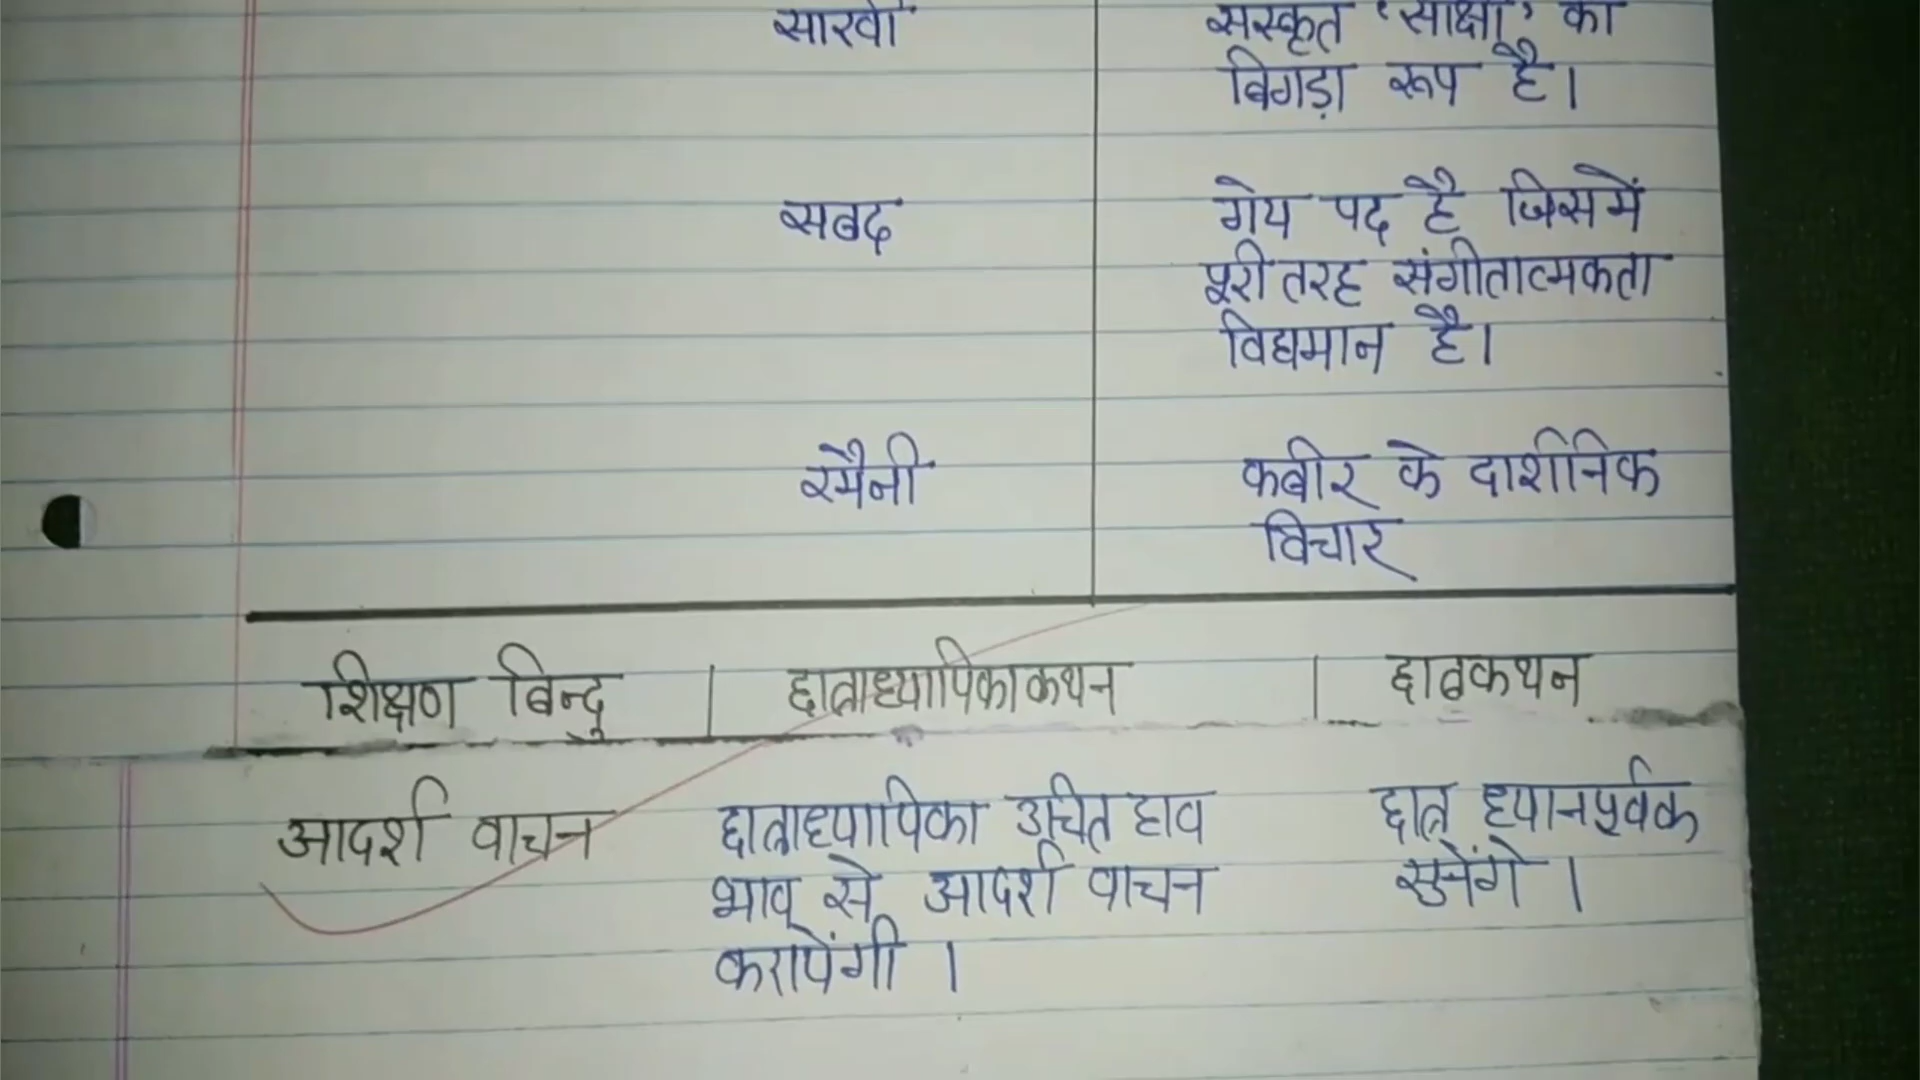 साखी संस्कृत 'साक्षी' का
बिगड़ा रूप है।
सबद गेय पद है जिसमें
पूरी तरह संगीतात्मकता
विद्यमान है।
रमैनी कबीर के दार्शनिक
विचार
शिक्षण बिन्दु | छात्राध्यापिका कथन | छात्रकथन
आदर्श वाचन छात्राध्यापिका उचित हाव छात्र ध्यानपूर्वक
भाव से आदर्श वाचन सुनेंगे ।
करायेंगी ।